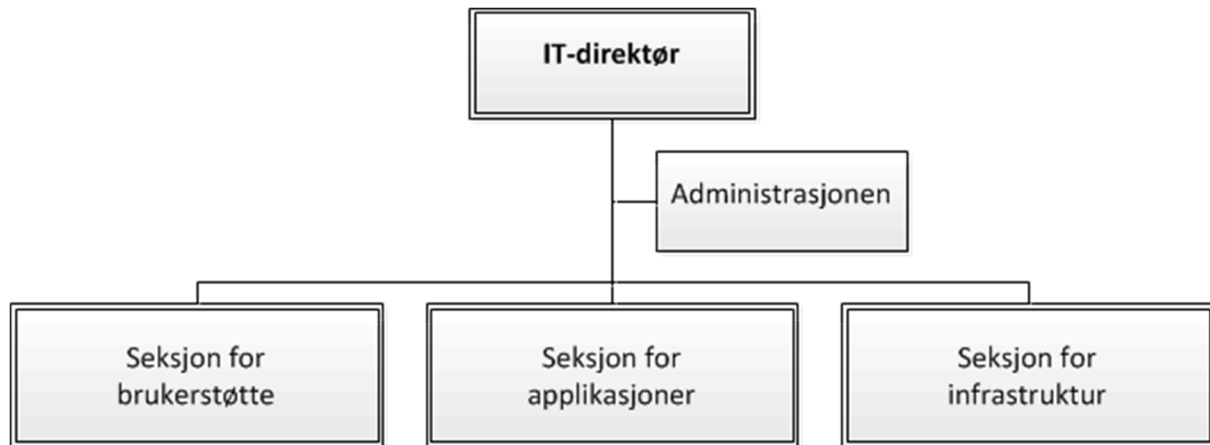 IT-direktør
Administrasjonen
Seksjon for
brukerstøtte
Seksjon for
applikasjoner
Seksjon for
infrastruktur